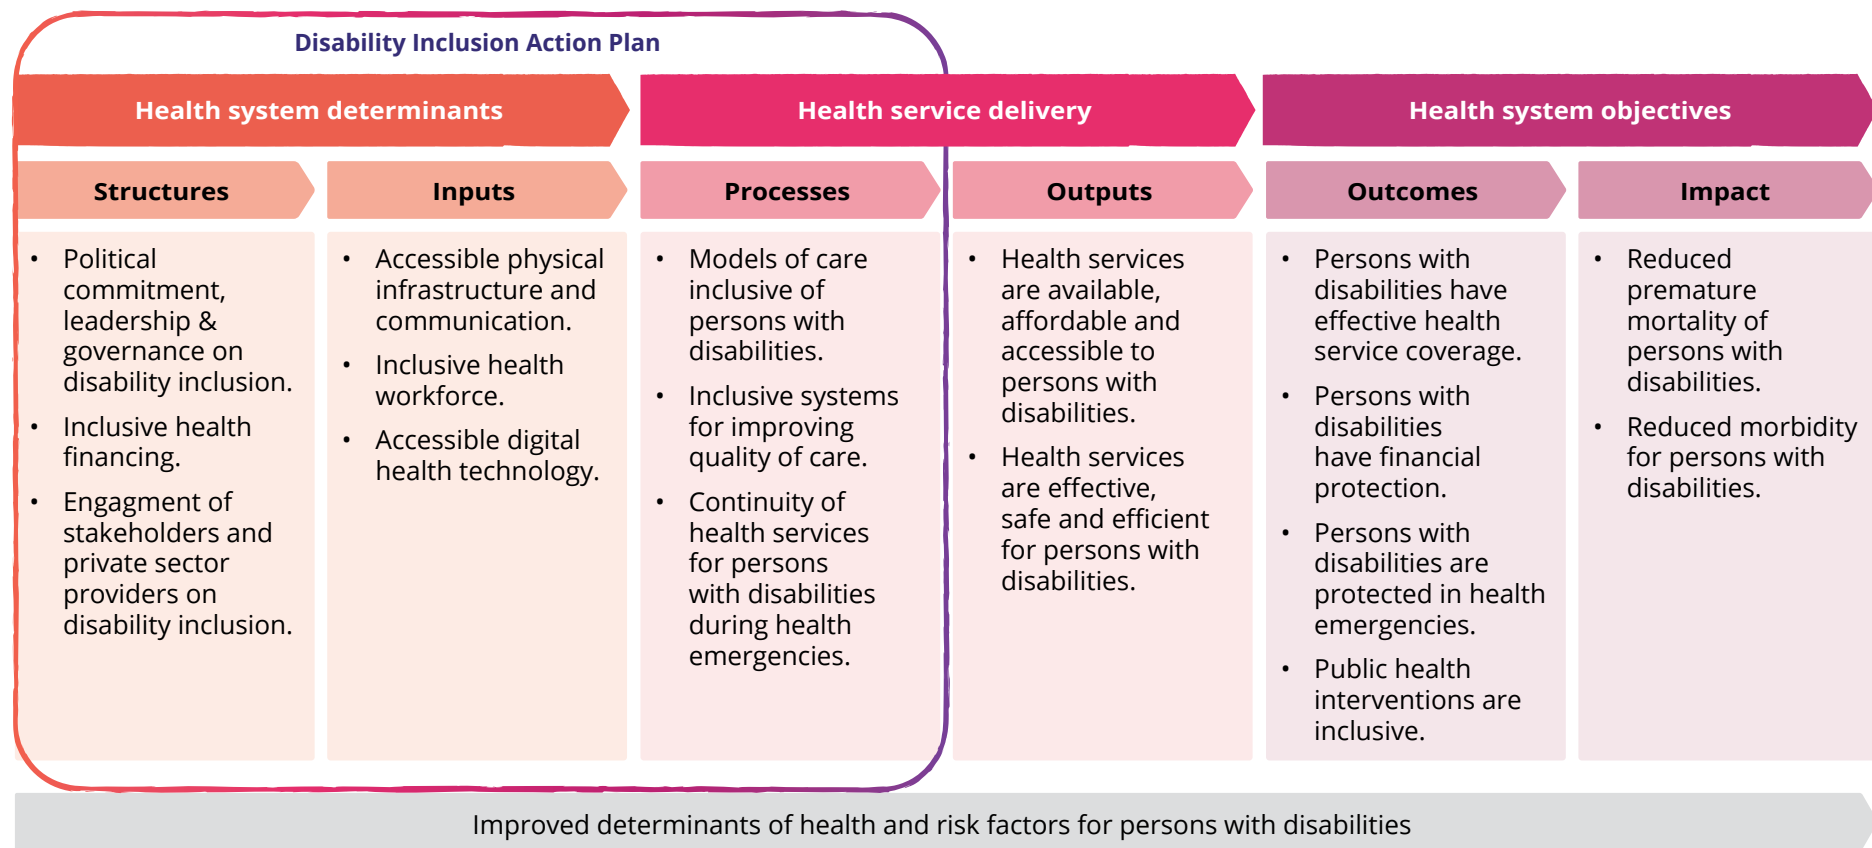 Disability Inclusion Action Plan
Health system determinants
Health service delivery
Health system objectives
Structures
Inputs
Processes
Outputs
Outcomes
Impact
• Political
commitment,
leadership &
governance on
disability inclusion.
• Inclusive health
financing.
• Engagment of
stakeholders and
private sector
providers on
disability inclusion.
• Accessible physical
infrastructure and
communication.
• Inclusive health
workforce.
• Accessible digital
health technology.
• Models of care
inclusive of
persons with
disabilities.
• Inclusive systems
for improving
quality of care.
• Continuity of
health services
for persons
with disabilities
during health
emergencies.
• Health services
are available,
affordable and
accessible to
persons with
disabilities.
• Health services
are effective,
safe and efficient
for persons with
disabilities.
• Persons with
disabilities have
effective health
service coverage.
• Persons with
disabilities
have financial
protection.
• Persons with
disabilities are
protected in health
emergencies.
• Public health
interventions are
inclusive.
• Reduced
premature
mortality of
persons with
disabilities.
• Reduced morbidity
for persons with
disabilities.
Improved determinants of health and risk factors for persons with disabilities